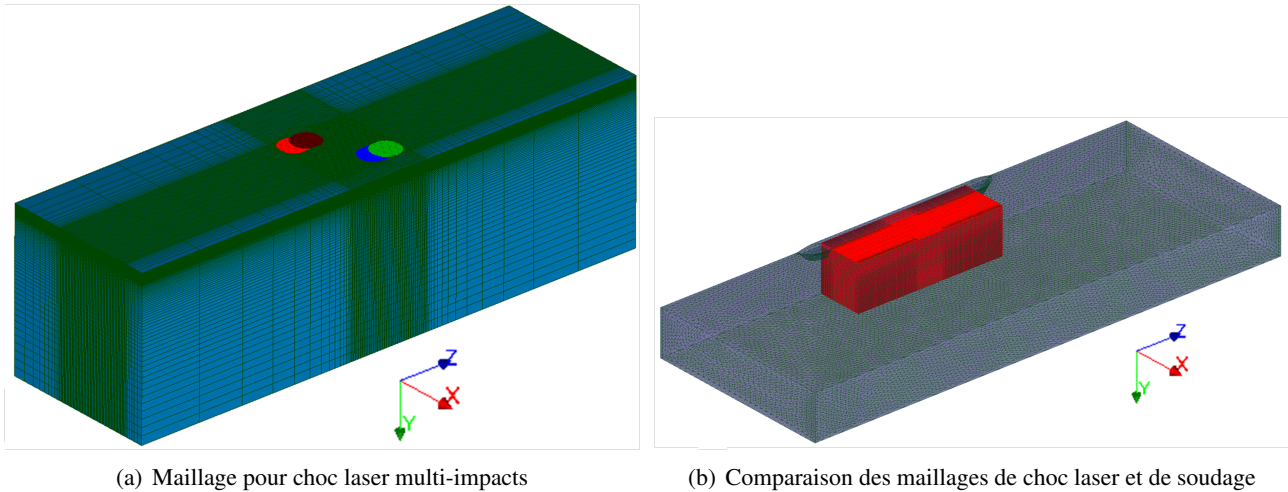 Z
X
Y
Z
X
Y
(a) Maillage pour choc laser multi-impacts
(b) Comparaison des maillages de choc laser et de soudage